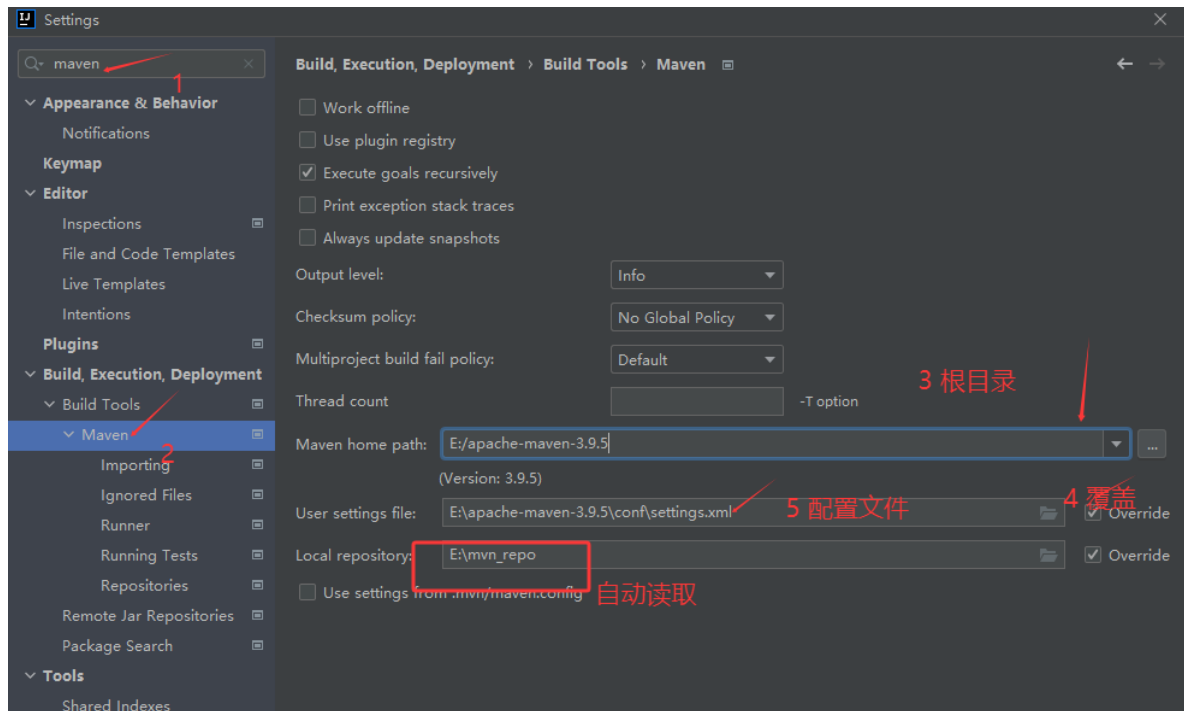 Settings
maven
1
Appearance & Behavior
Notifications
Keymap
Editor
Inspections
File and Code Templates
Live Templates
Intentions
Plugins
Build, Execution, Deployment
Build Tools
Maven
2
Importing
Ignored Files
Runner
Running Tests
Repositories
Remote Jar Repositories
Package Search
Tools
Shared Indexes
Build, Execution, Deployment › Build Tools › Maven
Work offline
Use plugin registry
Execute goals recursively
Print exception stack traces
Always update snapshots
Output level: Info
Checksum policy: No Global Policy
Multiproject build fail policy: Default
Thread count -T option
3 根目录
Maven home path: E:/apache-maven-3.9.5 ...
(Version: 3.9.5)
4 覆盖
User settings file: E:\apache-maven-3.9.5\conf\settings.xml 5 配置文件 Override
Local repository: E:\mvn_repo Override
Use settings from .mvn/maven.config 自动读取